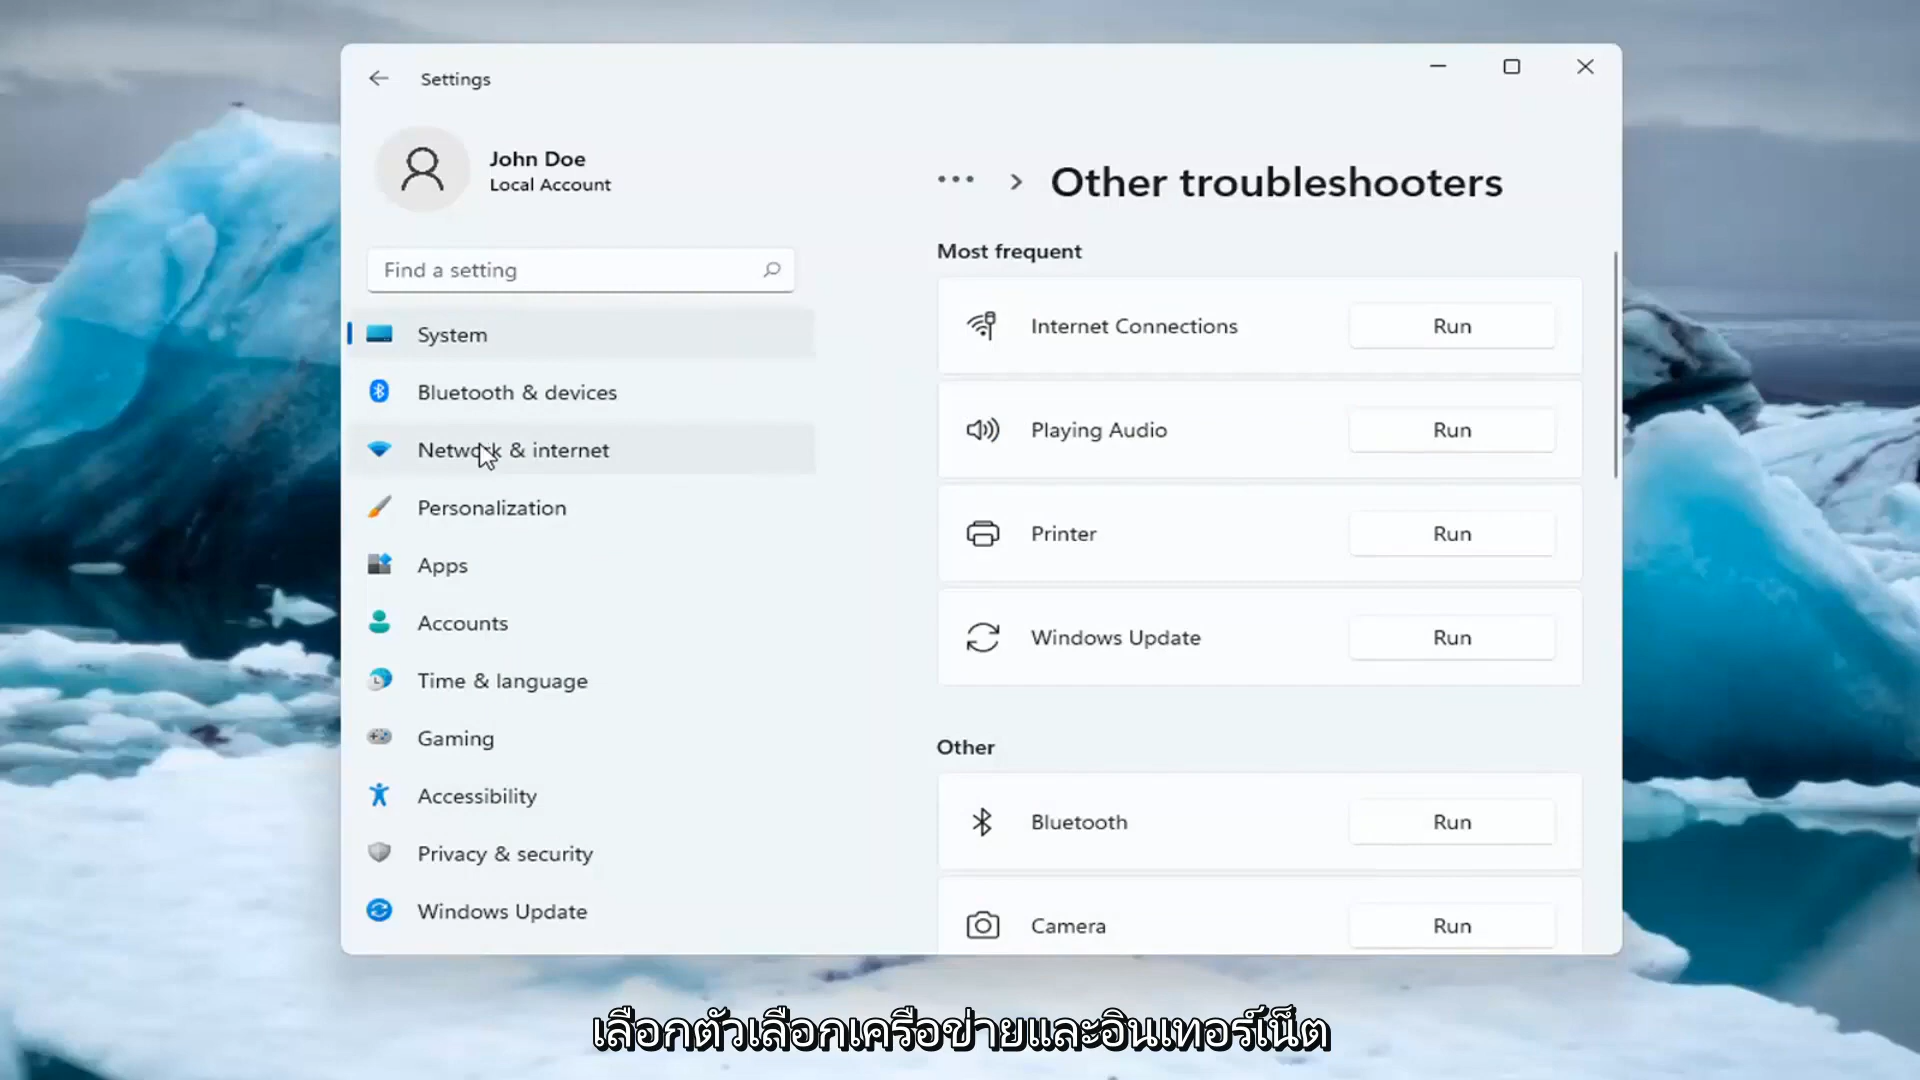 Settings
John Doe
Local Account
Find a setting
System
Bluetooth & devices
Network & internet
Personalization
Apps
Accounts
Time & language
Gaming
Accessibility
Privacy & security
Windows Update
... > Other troubleshooters
Most frequent
Internet Connections Run
Playing Audio Run
Printer Run
Windows Update Run
Other
Bluetooth Run
Camera Run
เลือกตัวเลือกเครือข่ายและอินเทอร์เน็ต